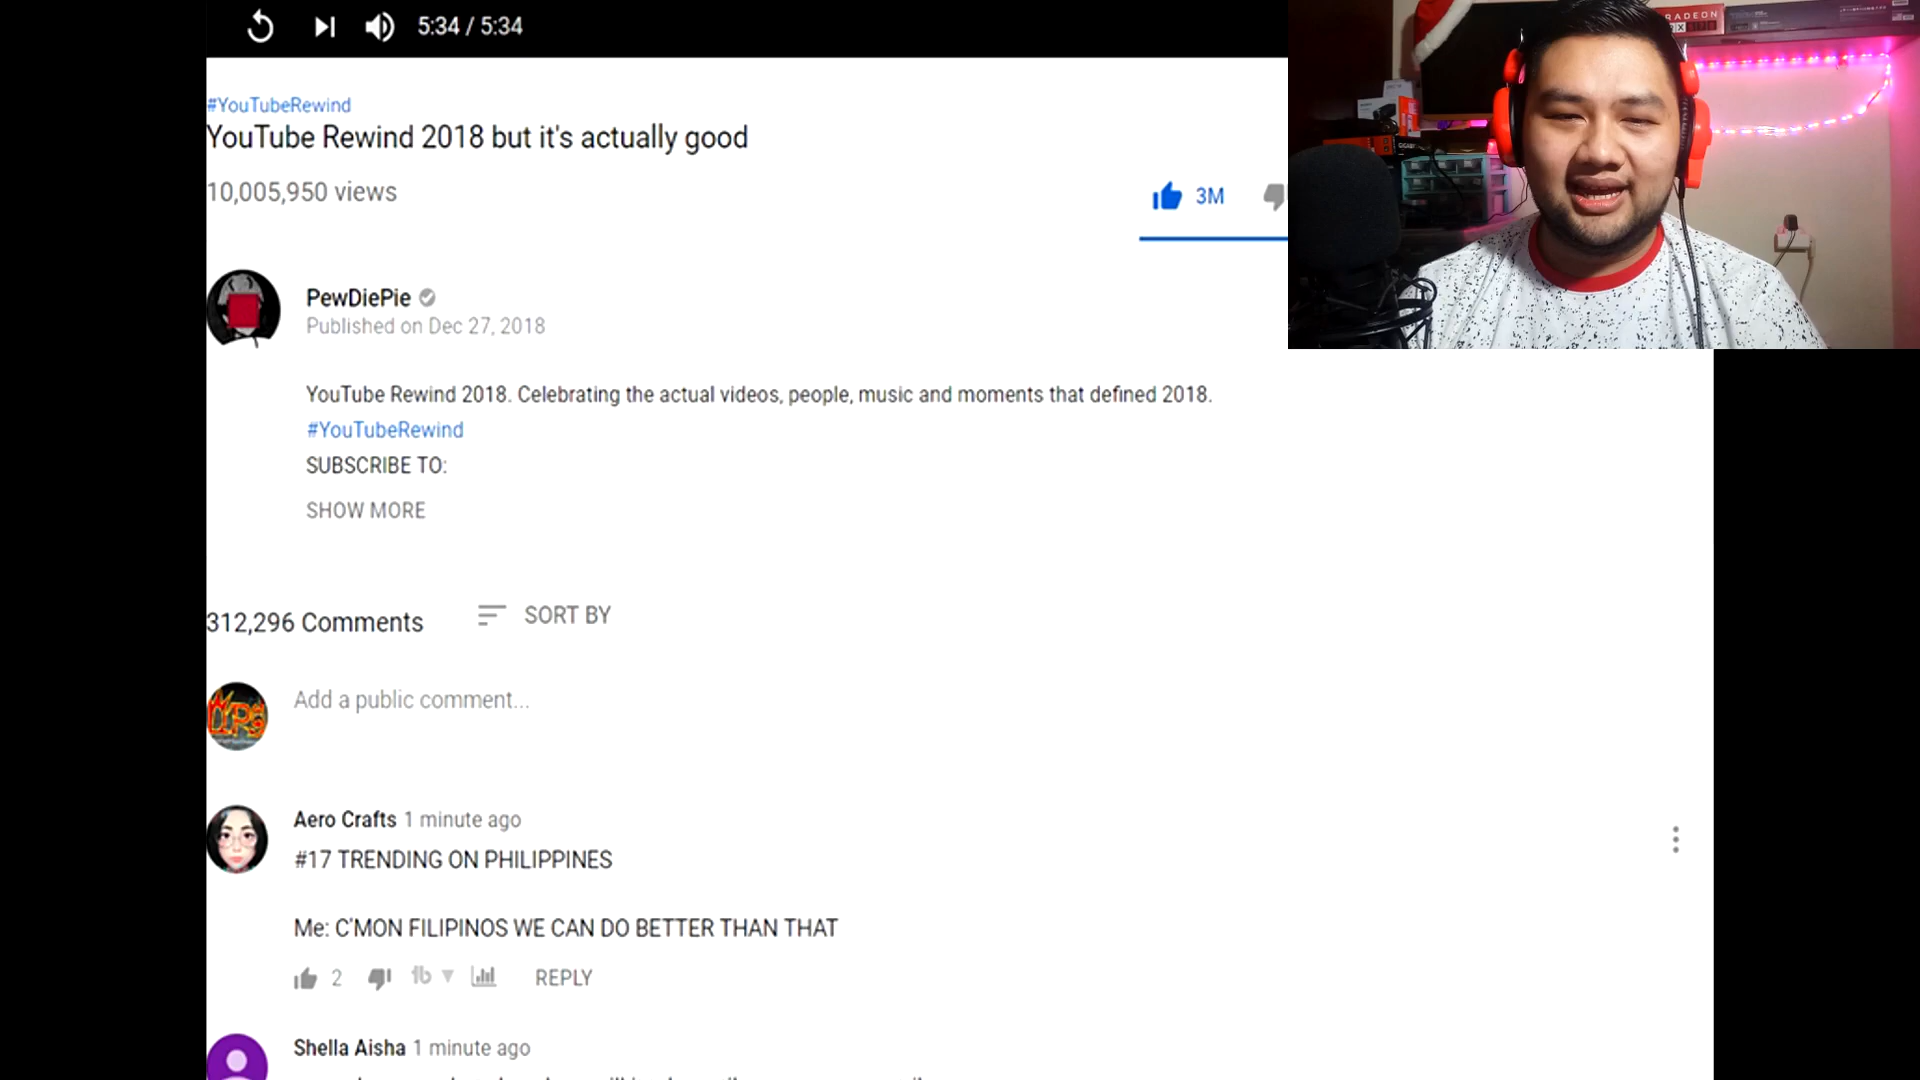 5:34 / 5:34
RADEON
#YouTubeRewind
YouTube Rewind 2018 but it's actually good
10,005,950 views
3M
PewDiePie
Published on Dec 27, 2018
YouTube Rewind 2018. Celebrating the actual videos, people, music and moments that defined 2018.
#YouTubeRewind
SUBSCRIBE TO:
SHOW MORE
312,296 Comments
SORT BY
Add a public comment...
Aero Crafts 1 minute ago
#17 TRENDING ON PHILIPPINES
Me: C'MON FILIPINOS WE CAN DO BETTER THAN THAT
2
REPLY
Shella Aisha 1 minute ago